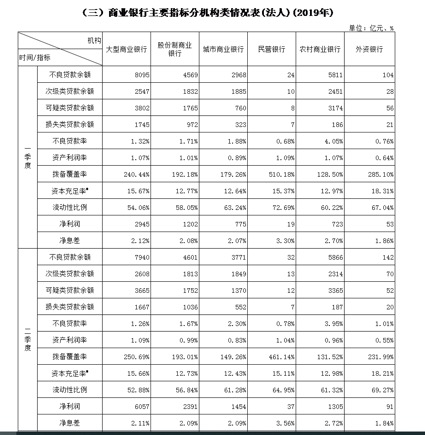 （三）商业银行主要指标分机构类情况表(法人)(2019年)
单位：亿元、%
机构
时间/指标
大型商业银行 股份制商业银行 城市商业银行 民营银行 农村商业银行 外资银行
一季度
不良贷款余额 8095 4569 2968 24 5811 104
次级类贷款余额 2547 1832 1885 10 2451 28
可疑类贷款余额 3802 1765 760 8 3174 56
损失类贷款余额 1745 972 323 7 186 21
不良贷款率 1.32% 1.71% 1.88% 0.68% 4.05% 0.76%
资产利润率 1.07% 1.01% 0.89% 1.09% 1.07% 0.64%
拨备覆盖率 240.44% 192.18% 179.26% 510.18% 128.50% 285.10%
资本充足率* 15.67% 12.77% 12.64% 15.37% 12.97% 18.31%
流动性比例 54.06% 58.05% 63.24% 72.69% 60.22% 67.04%
净利润 2945 1202 775 19 723 53
净息差 2.12% 2.08% 2.07% 3.30% 2.70% 1.86%
二季度
不良贷款余额 7940 4601 3771 32 5866 142
次级类贷款余额 2608 1813 1849 13 2314 70
可疑类贷款余额 3665 1752 1370 12 3365 52
损失类贷款余额 1667 1036 552 7 187 20
不良贷款率 1.26% 1.67% 2.30% 0.78% 3.95% 1.01%
资产利润率 1.09% 0.99% 0.83% 1.04% 0.96% 0.55%
拨备覆盖率 250.69% 193.01% 149.26% 461.14% 131.52% 231.99%
资本充足率* 15.66% 12.73% 12.43% 15.11% 12.98% 18.21%
流动性比例 52.88% 56.84% 61.28% 64.95% 61.32% 69.27%
净利润 6057 2391 1454 37 1305 91
净息差 2.11% 2.09% 2.09% 3.56% 2.72% 1.84%